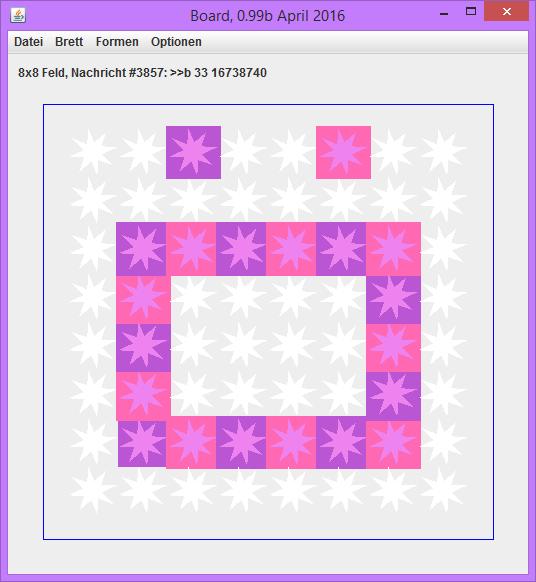 Board, 0.99b April 2016
Datei Brett Formen Optionen
8x8 Feld, Nachricht #3857: >>b 33 16738740